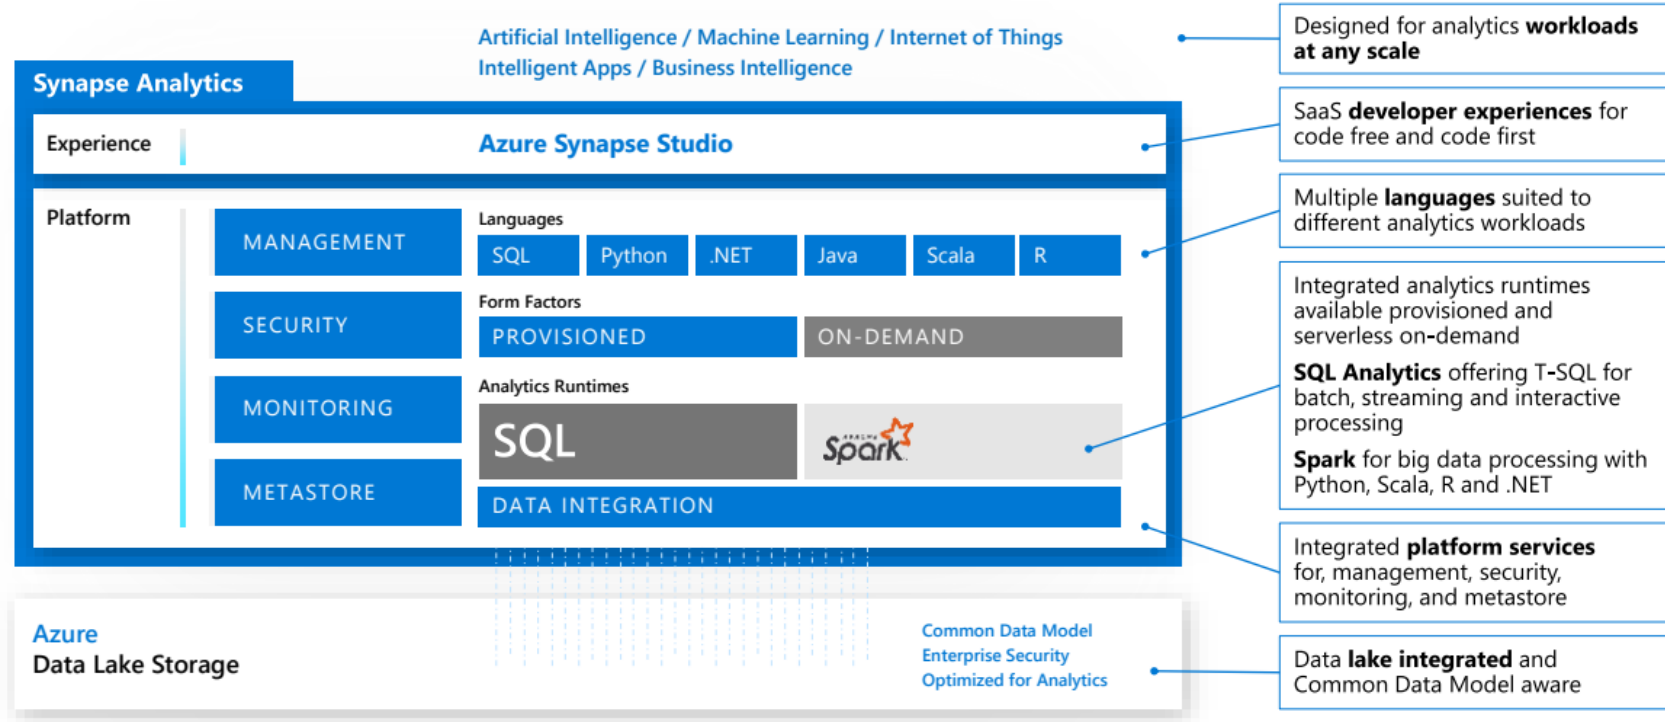 Artificial Intelligence / Machine Learning / Internet of Things
Intelligent Apps / Business Intelligence
Synapse Analytics
Experience
Azure Synapse Studio
Platform
MANAGEMENT
SECURITY
MONITORING
METASTORE
Languages
SQL
Python
.NET
Java
Scala
R
Form Factors
PROVISIONED
ON-DEMAND
Analytics Runtimes
SQL
APACHE
Spark
DATA INTEGRATION
Azure
Data Lake Storage
Common Data Model
Enterprise Security
Optimized for Analytics
Designed for analytics workloads
at any scale
SaaS developer experiences for
code free and code first
Multiple languages suited to
different analytics workloads
Integrated analytics runtimes
available provisioned and
serverless on-demand
SQL Analytics offering T-SQL for
batch, streaming and interactive
processing
Spark for big data processing with
Python, Scala, R and .NET
Integrated platform services
for, management, security,
monitoring, and metastore
Data lake integrated and
Common Data Model aware